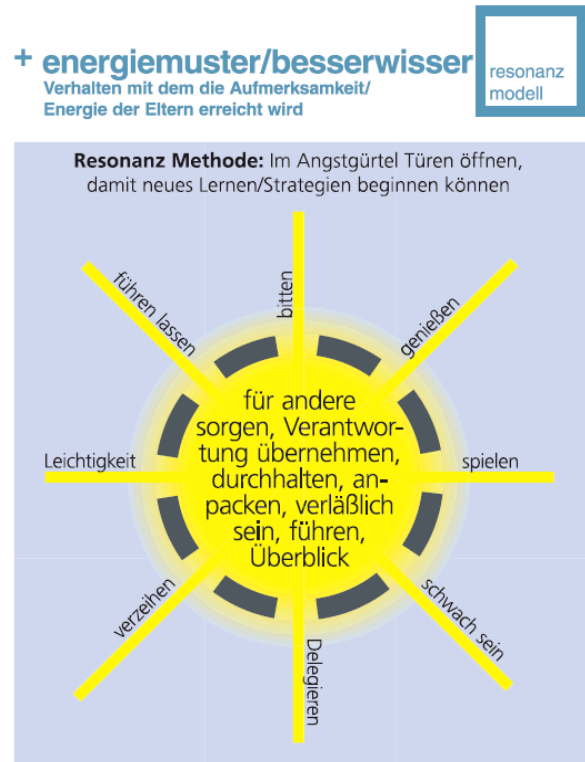 + energiemuster/besserwisser
Verhalten mit dem die Aufmerksamkeit/
Energie der Eltern erreicht wird
resonanz
modell
Resonanz Methode: Im Angstgürtel Türen öffnen,
damit neues Lernen/Strategien beginnen können
führen lassen
bitten
genießen
für andere
sorgen, Verantwor-
tung übernehmen,
durchhalten, an-
packen, verläßlich
sein, führen,
Überblick
Leichtigkeit
spielen
verzeihen
Delegieren
schwach sein